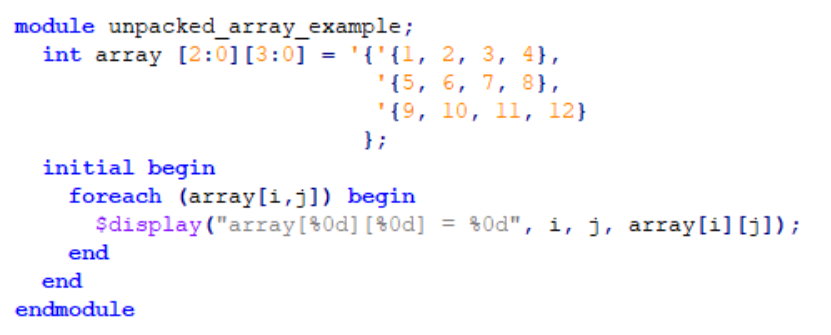 module unpacked_array_example;
  int array [2:0][3:0] = '{'{1, 2, 3, 4},
                           '{5, 6, 7, 8},
                           '{9, 10, 11, 12}
                          };
  initial begin
    foreach (array[i,j]) begin
      $display("array[%0d][%0d] = %0d", i, j, array[i][j]);
    end
  end
endmodule